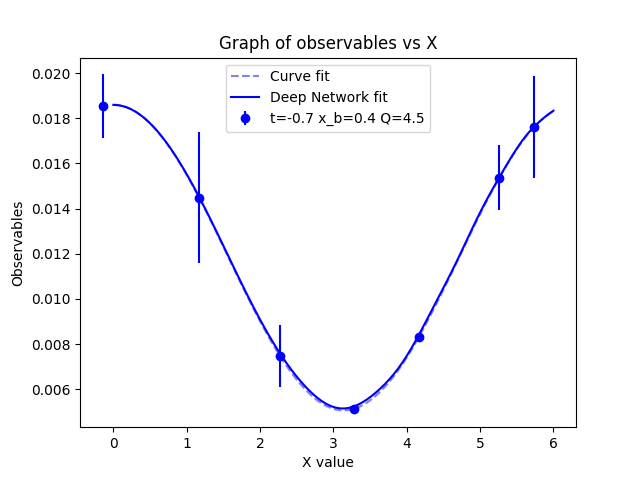 Graph of observables vs X
Curve fit
Deep Network fit
t=-0.7 x_b=0.4 Q=4.5
0.020
0.018
0.016
0.014
0.012
0.010
0.008
0.006
Observables
0 1 2 3 4 5 6
X value